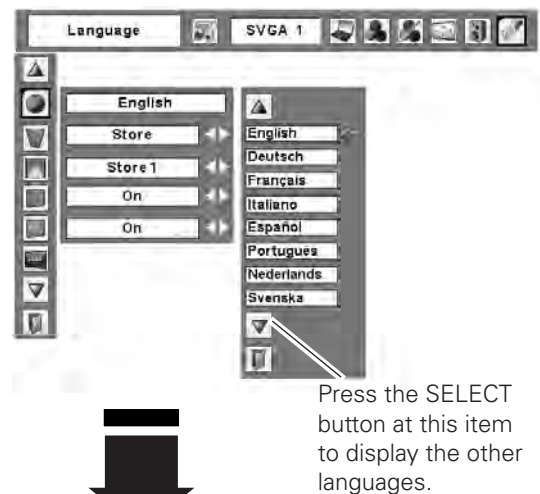 Language
SVGA 1
English
Store
Store 1
On
On
English
Deutsch
Français
Italiano
Español
Português
Nederlands
Svenska
Press the SELECT
button at this item
to display the other
languages.